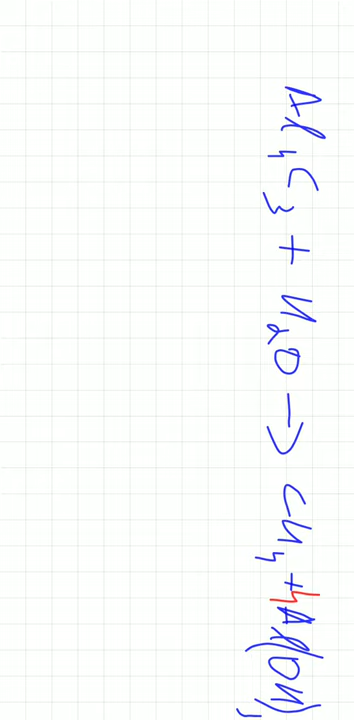 Al₄C₃ + H₂O → CH₄ + 4Al(OH)₃